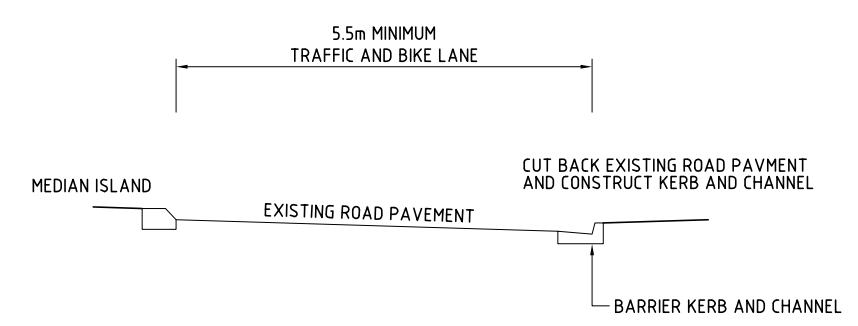 5.5m MINIMUM
TRAFFIC AND BIKE LANE
CUT BACK EXISTING ROAD PAVMENT
AND CONSTRUCT KERB AND CHANNEL
MEDIAN ISLAND
EXISTING ROAD PAVEMENT
BARRIER KERB AND CHANNEL